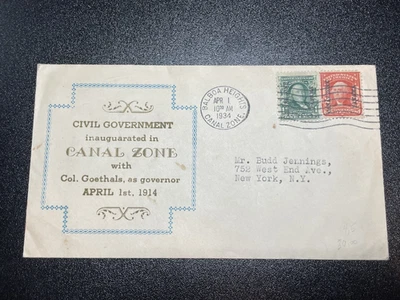 CIVIL GOVERNMENT
inauguarated in
CANAL ZONE
with
Col. Goethals, as governor
APRIL 1st, 1914
BALBOA HEIGHTS
APR 1
10 AM
1934
CANAL ZONE
Mr. Budd Jennings,
752 West End Ave.,
New York, N.Y.